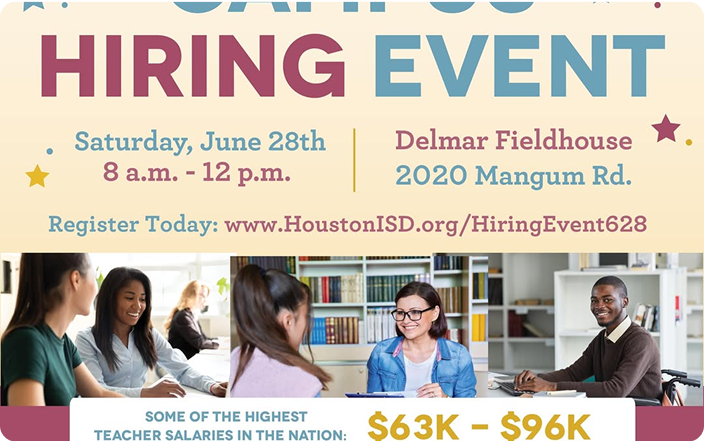 CAMPUS
HIRING EVENT
Saturday, June 28th
8 a.m. - 12 p.m.
Delmar Fieldhouse
2020 Mangum Rd.
Register Today: www.HoustonISD.org/HiringEvent628
SOME OF THE HIGHEST
TEACHER SALARIES IN THE NATION:
$63K – $96K